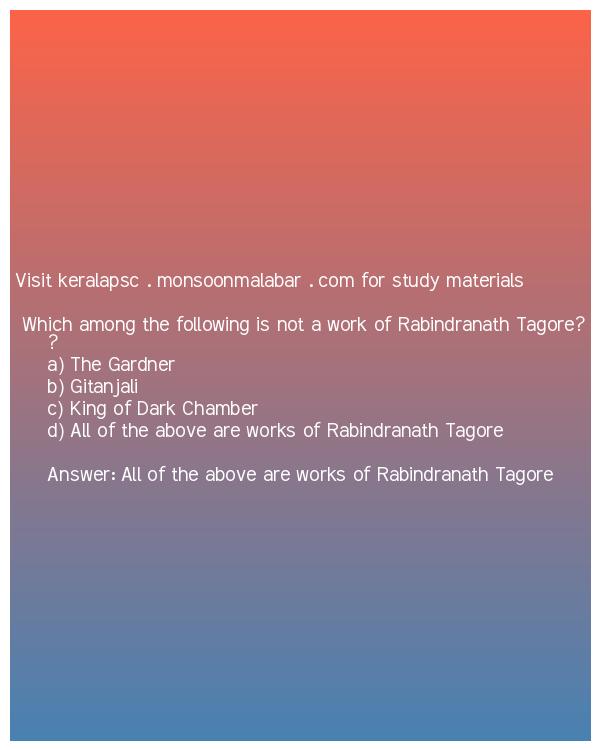 Visit keralapsc . monsoonmalabar . com for study materials
Which among the following is not a work of Rabindranath Tagore?
?
a) The Gardner
b) Gitanjali
c) King of Dark Chamber
d) All of the above are works of Rabindranath Tagore
Answer: All of the above are works of Rabindranath Tagore